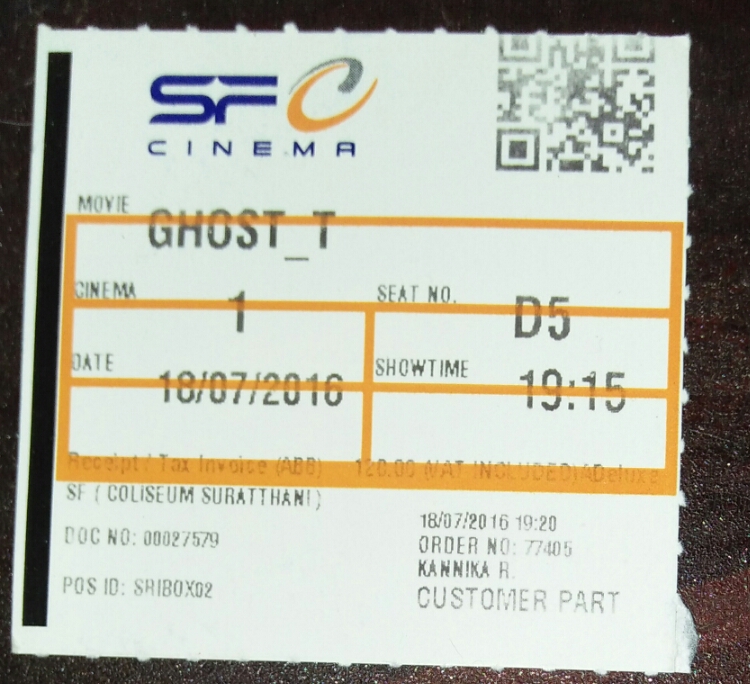 SFC
CINEMA
MOVIE
GHOST_T
CINEMA
1
SEAT NO.
D5
DATE
18/07/2016
SHOWTIME
19:15
Receipt / Tax Invoice (ABB) 120.00 (VAT INCLUDED)ADeluxe
SF ( COLISEUM SURATTHANI )
DOC NO: 00027579
POS ID: SRIBOX02
18/07/2016 19:20
ORDER NO: 77405
KANNIKA R.
CUSTOMER PART